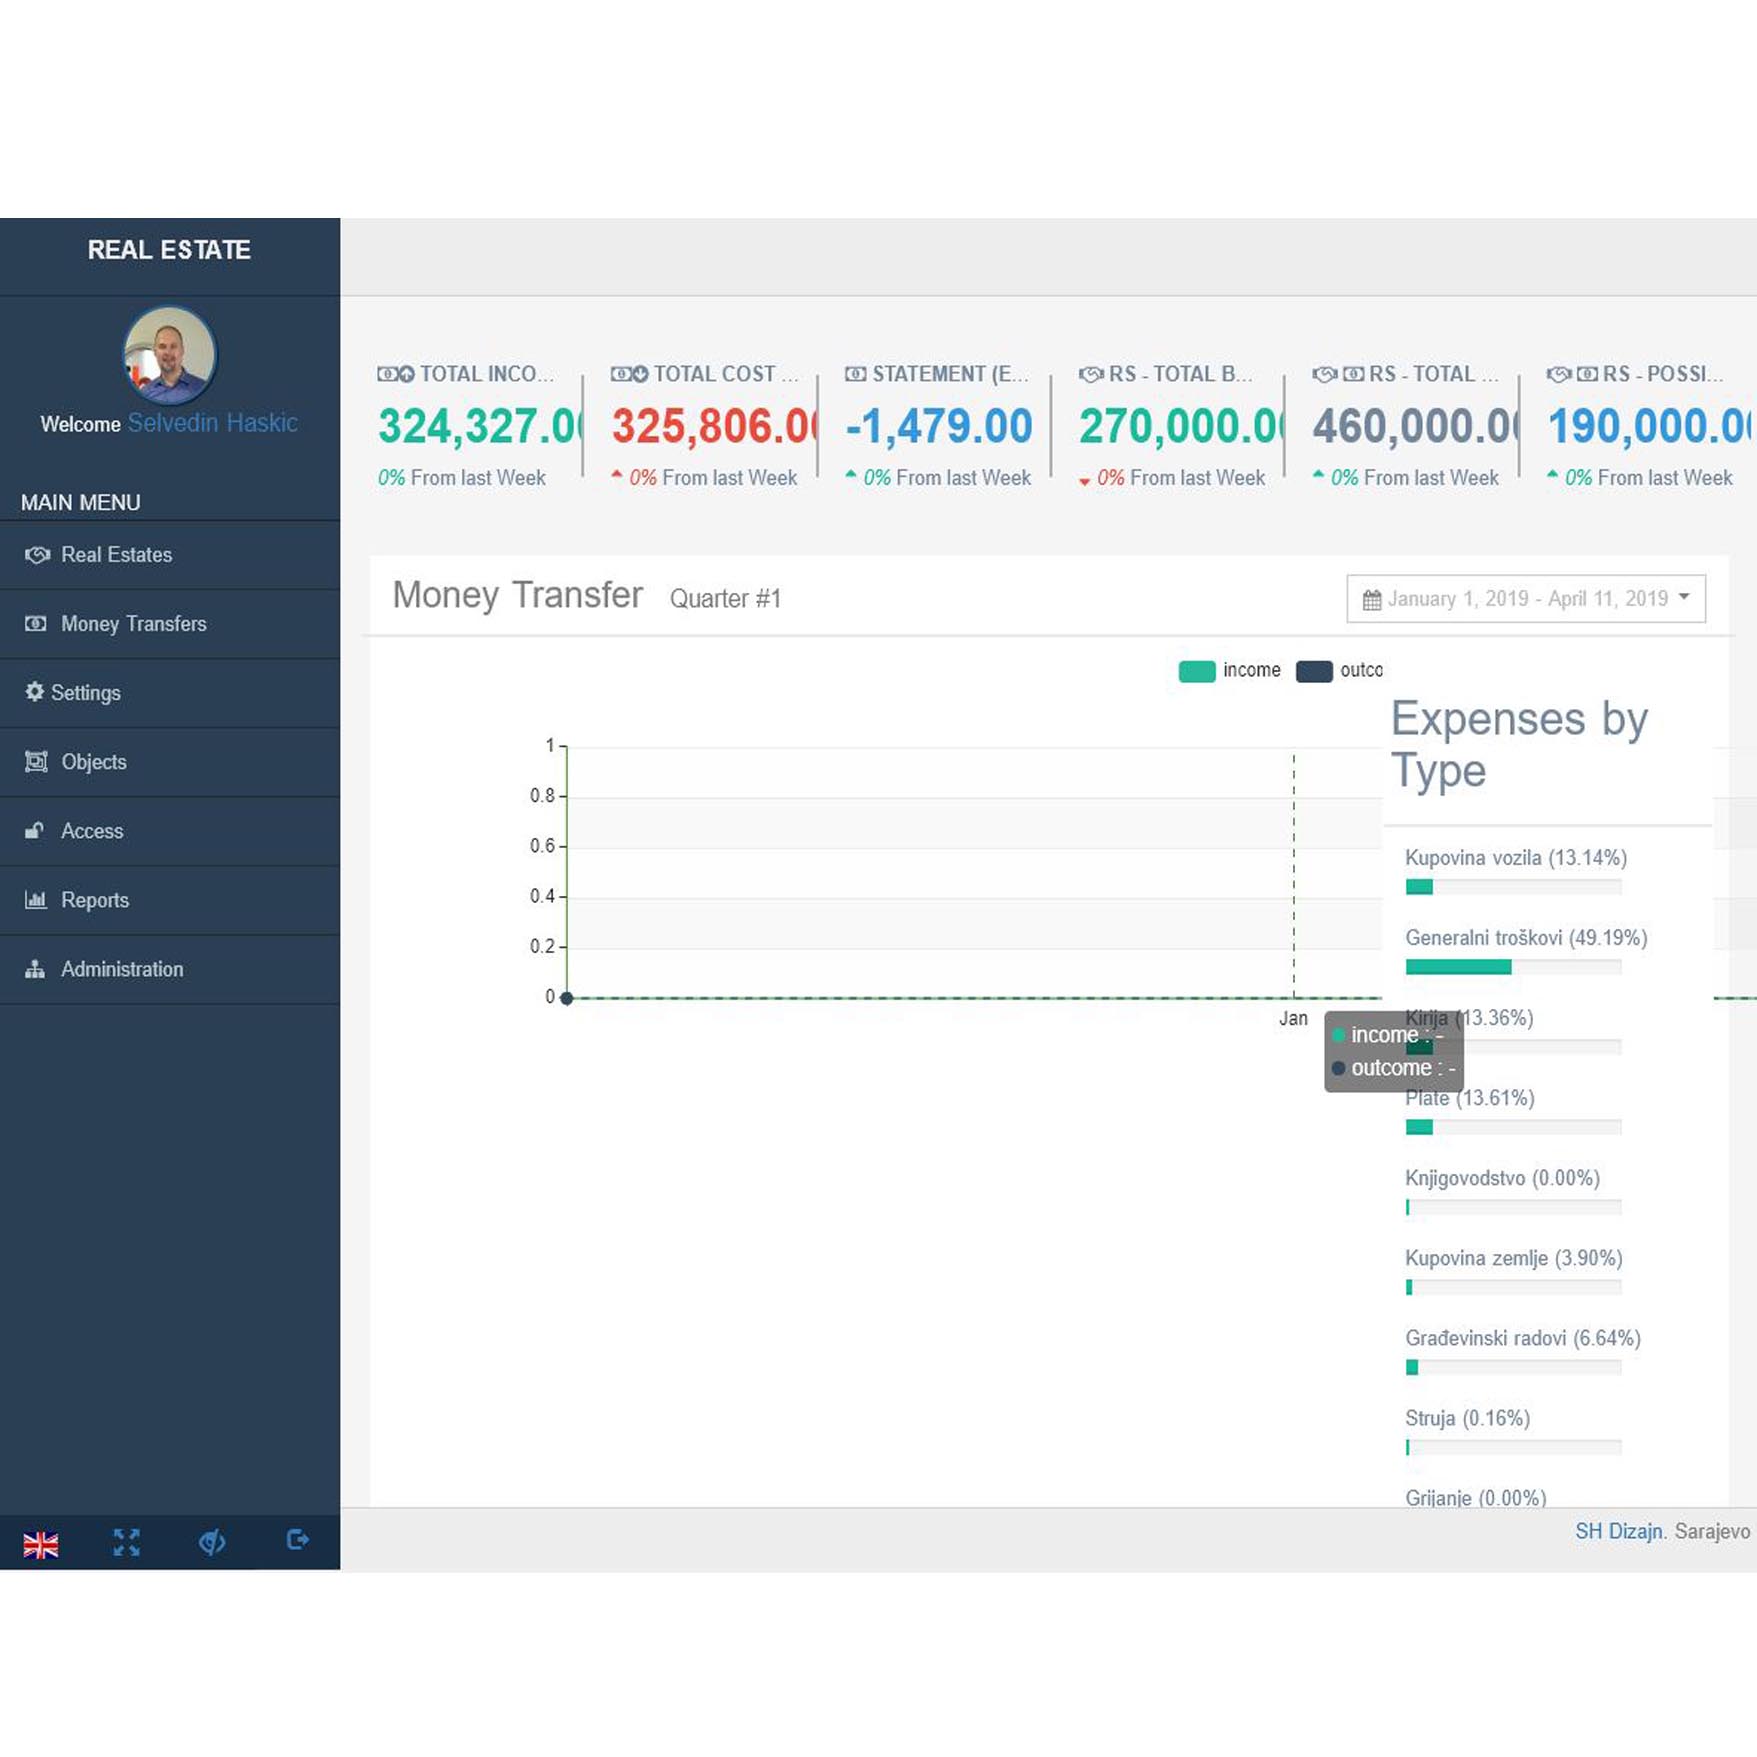 REAL ESTATE
Welcome Selvedin Haskic
MAIN MENU
Real Estates
Money Transfers
Settings
Objects
Access
Reports
Administration
TOTAL INCO...
324,327.0
0% From last Week
TOTAL COST ...
325,806.0
0% From last Week
STATEMENT (E...
-1,479.00
0% From last Week
RS - TOTAL B...
270,000.0
0% From last Week
RS - TOTAL ...
460,000.0
0% From last Week
RS - POSSI...
190,000.0
0% From last Week
Money Transfer Quarter #1
January 1, 2019 - April 11, 2019
income outco
1
0.8
0.6
0.4
0.2
0
Jan
income : -
outcome : -
Expenses by
Type
Kupovina vozila (13.14%)
Generalni troškovi (49.19%)
Kirija (13.36%)
Plate (13.61%)
Knjigovodstvo (0.00%)
Kupovina zemlje (3.90%)
Građevinski radovi (6.64%)
Struja (0.16%)
Grijanje (0.00%)
SH Dizajn. Sarajevo